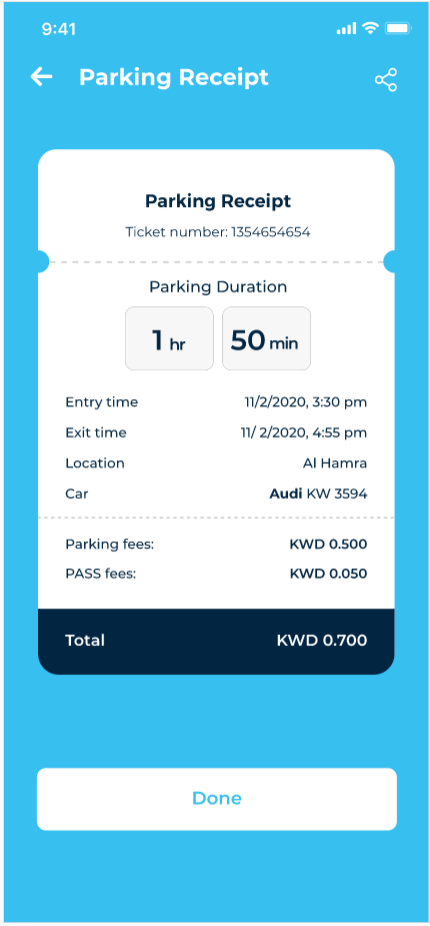 9:41
Parking Receipt
Parking Receipt
Ticket number: 1354654654
Parking Duration
1 hr 50 min
Entry time 11/2/2020, 3:30 pm
Exit time 11/ 2/2020, 4:55 pm
Location Al Hamra
Car Audi KW 3594
Parking fees: KWD 0.500
PASS fees: KWD 0.050
Total KWD 0.700
Done